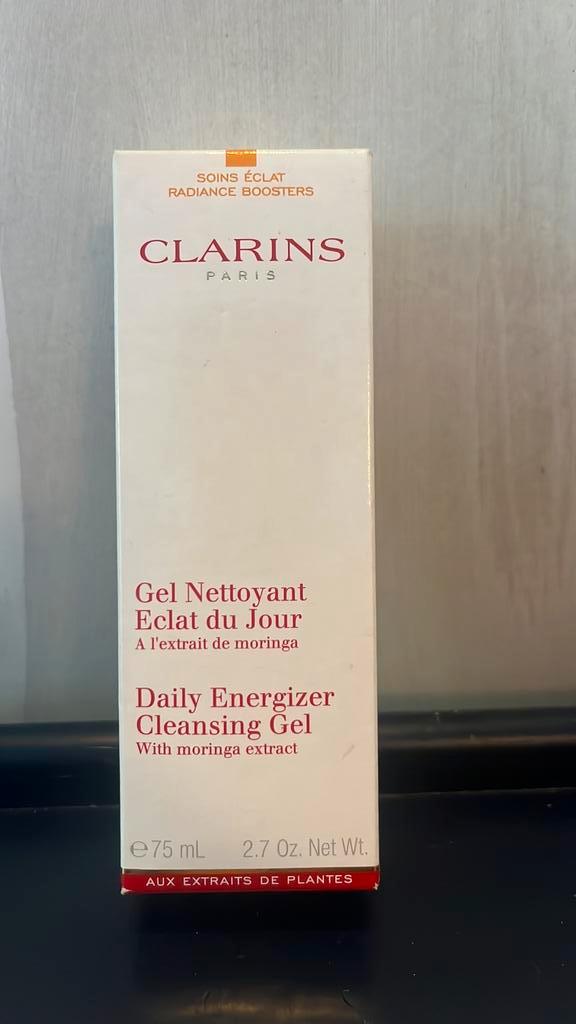 SOINS ÉCLAT
RADIANCE BOOSTERS
CLARINS
PARIS
Gel Nettoyant
Eclat du Jour
A l'extrait de moringa
Daily Energizer
Cleansing Gel
With moringa extract
℮75 mL 2.7 Oz. Net Wt.
AUX EXTRAITS DE PLANTES